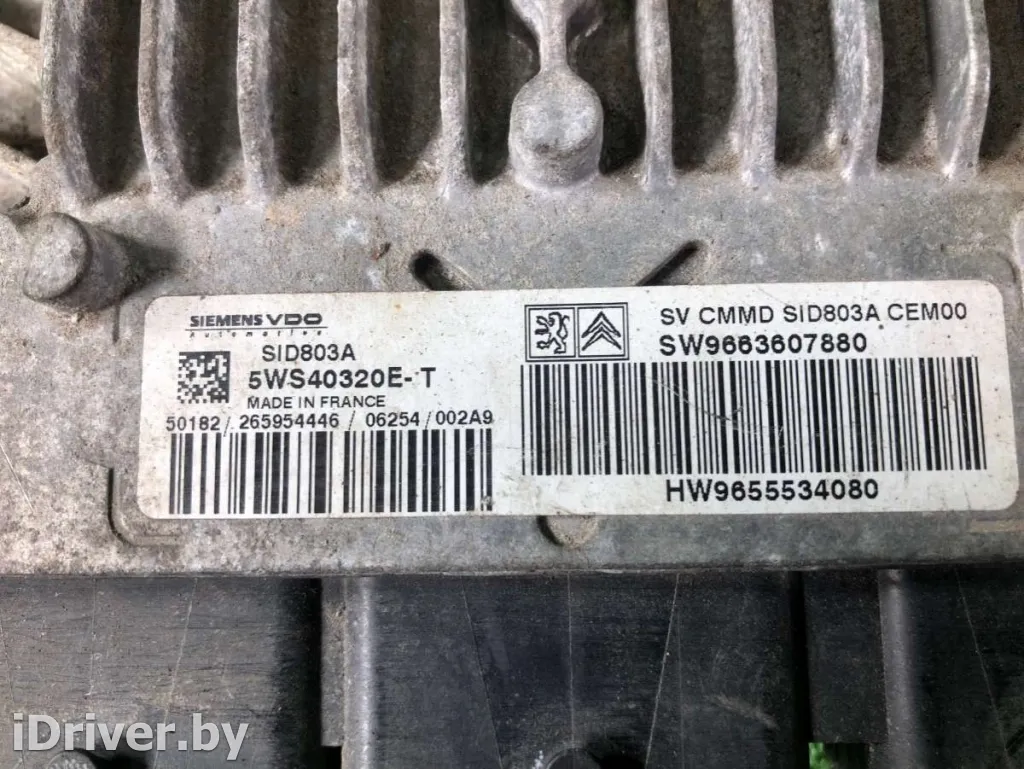 SIEMENS VDO
Automotive
SID803A
5WS40320E-T
MADE IN FRANCE
50182/265954446/06254/002A9
SV CMMD SID803A CEM00
SW9663607880
HW9655534080
iDriver.by